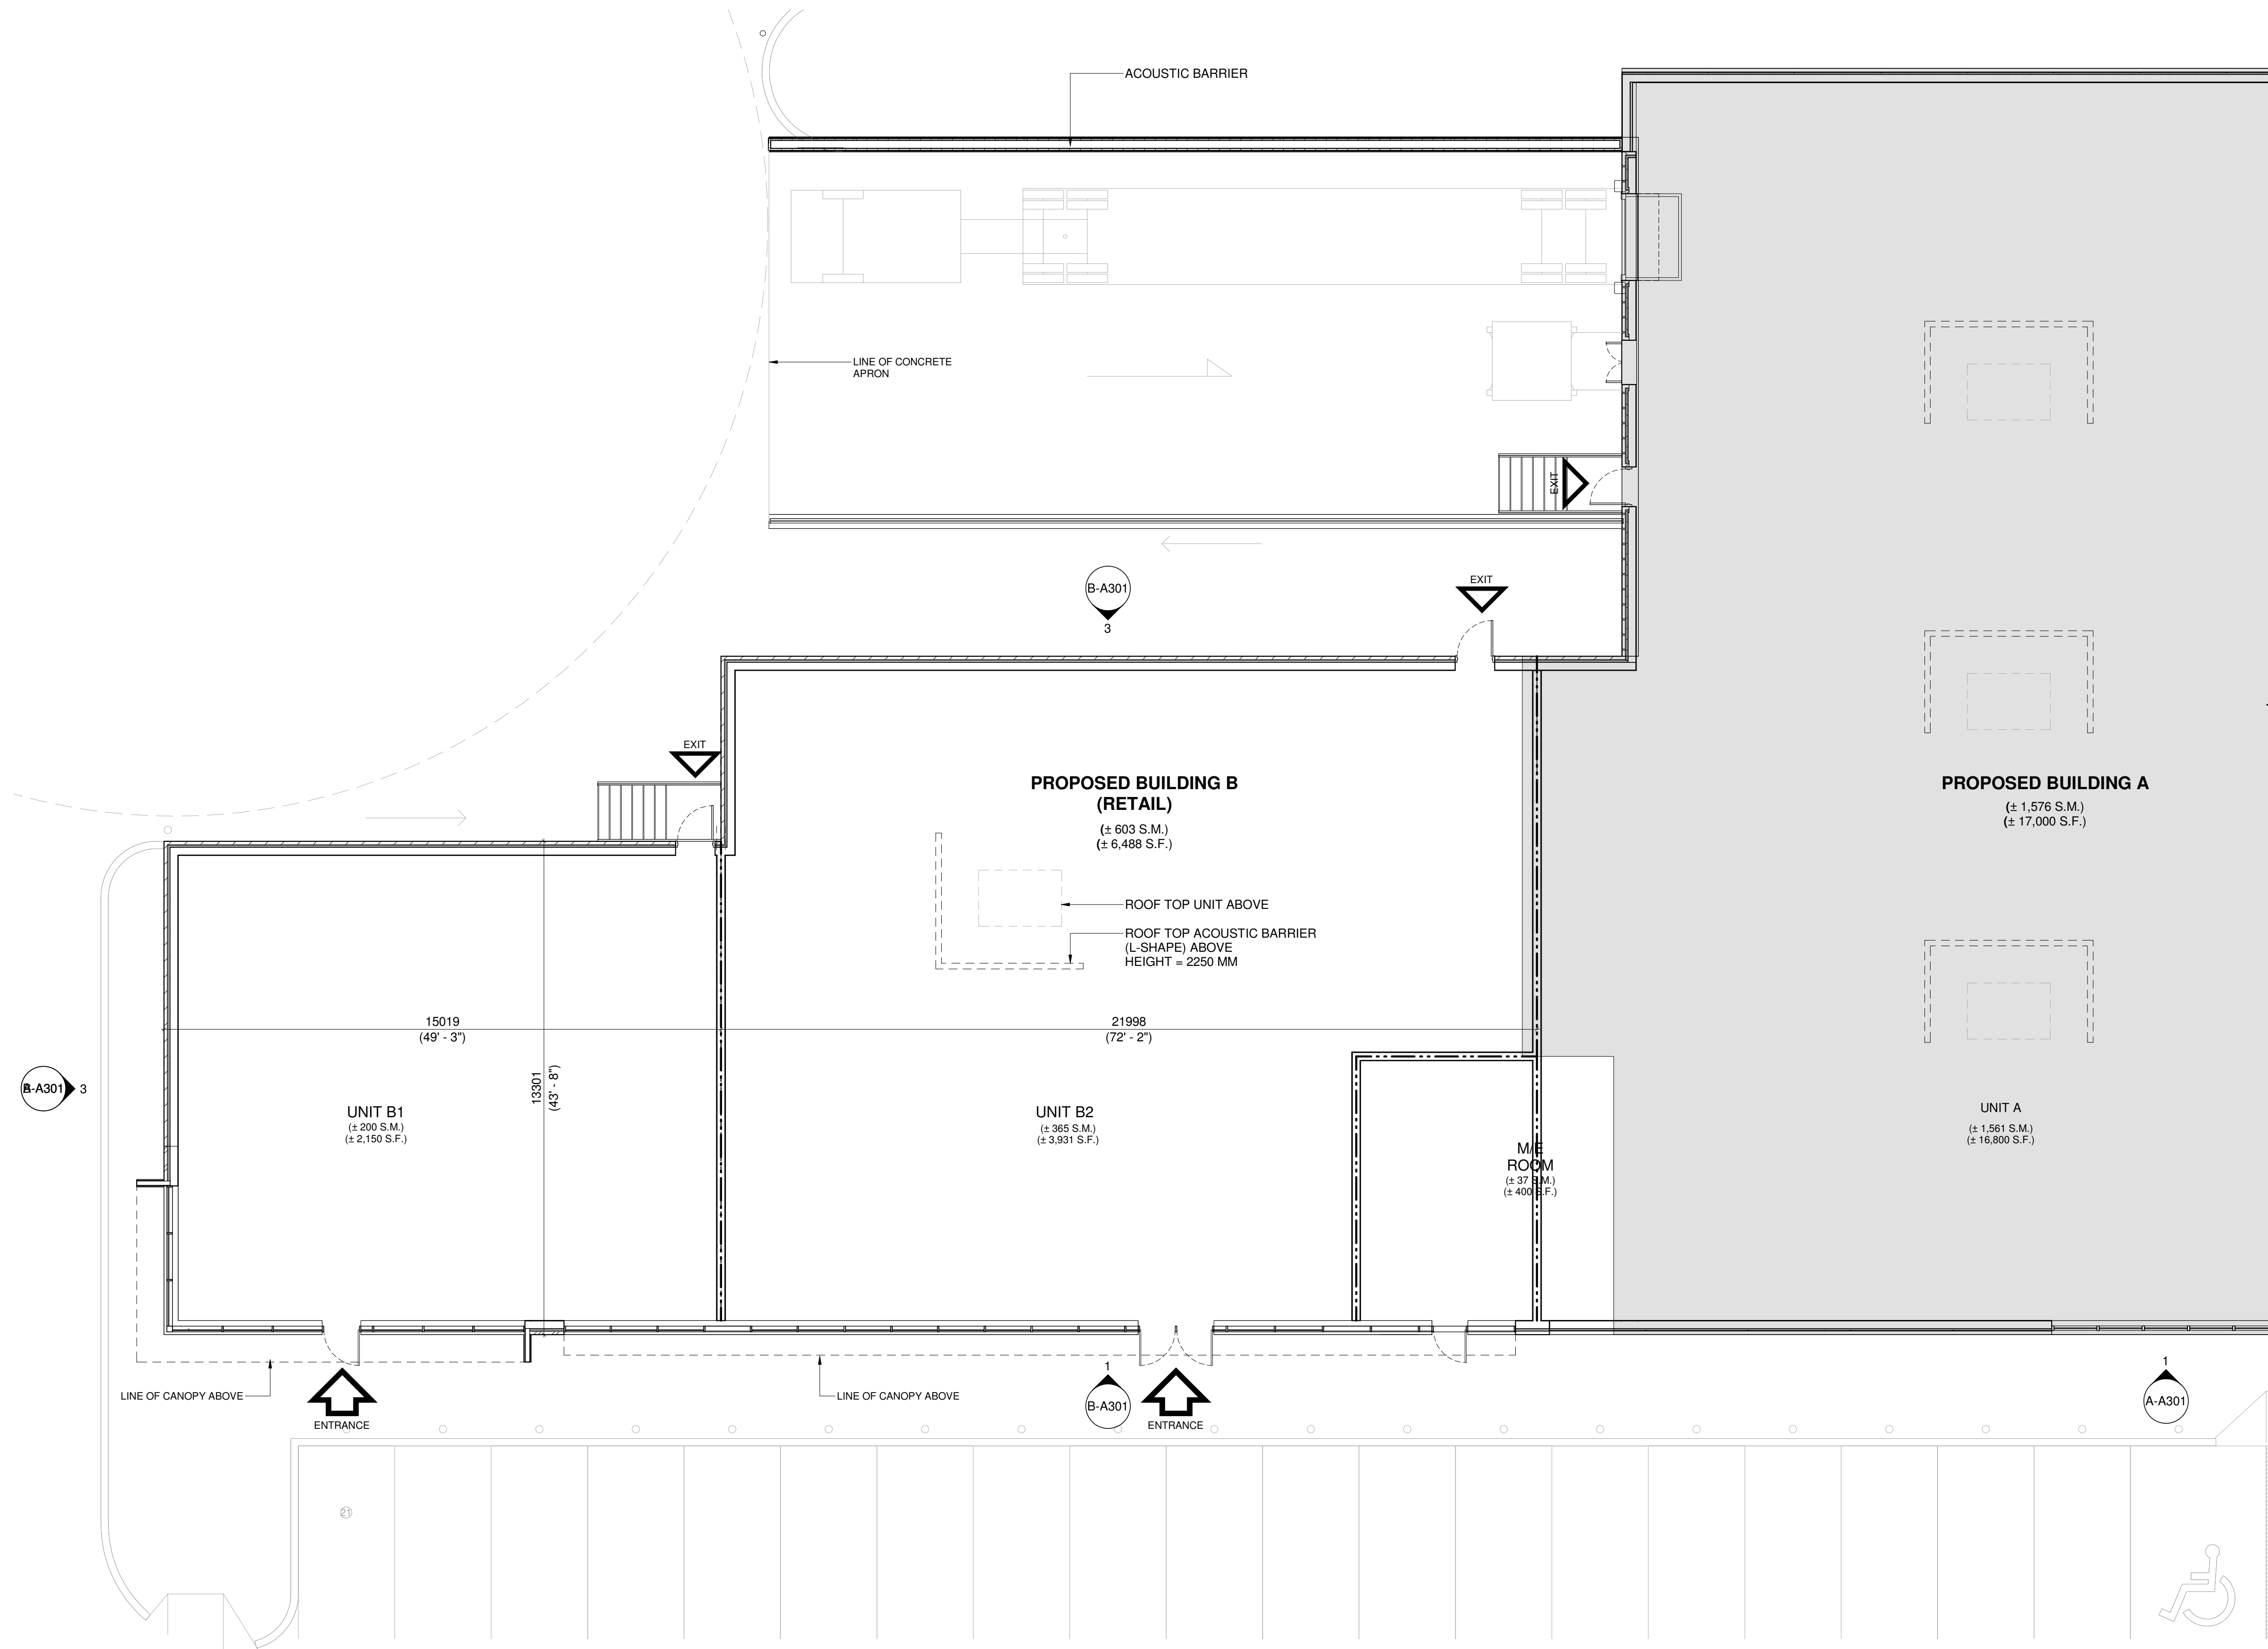 ACOUSTIC BARRIER
LINE OF CONCRETE
APRON
EXIT
B-A301
3
EXIT
EXIT
PROPOSED BUILDING B
(RETAIL)
(± 603 S.M.)
(± 6,488 S.F.)
PROPOSED BUILDING A
(± 1,576 S.M.)
(± 17,000 S.F.)
ROOF TOP UNIT ABOVE
ROOF TOP ACOUSTIC BARRIER
(L-SHAPE) ABOVE
HEIGHT = 2250 MM
15019
(49' - 3")
21998
(72' - 2")
13301
(43' - 8")
3
UNIT B1
(± 200 S.M.)
(± 2,150 S.F.)
UNIT B2
(± 365 S.M.)
(± 3,931 S.F.)
UNIT A
(± 1,561 S.M.)
(± 16,800 S.F.)
M/E
ROOM
(± 37 S.M.)
(± 400 S.F.)
LINE OF CANOPY ABOVE
ENTRANCE
LINE OF CANOPY ABOVE
1
B-A301
ENTRANCE
1
A-A301
21